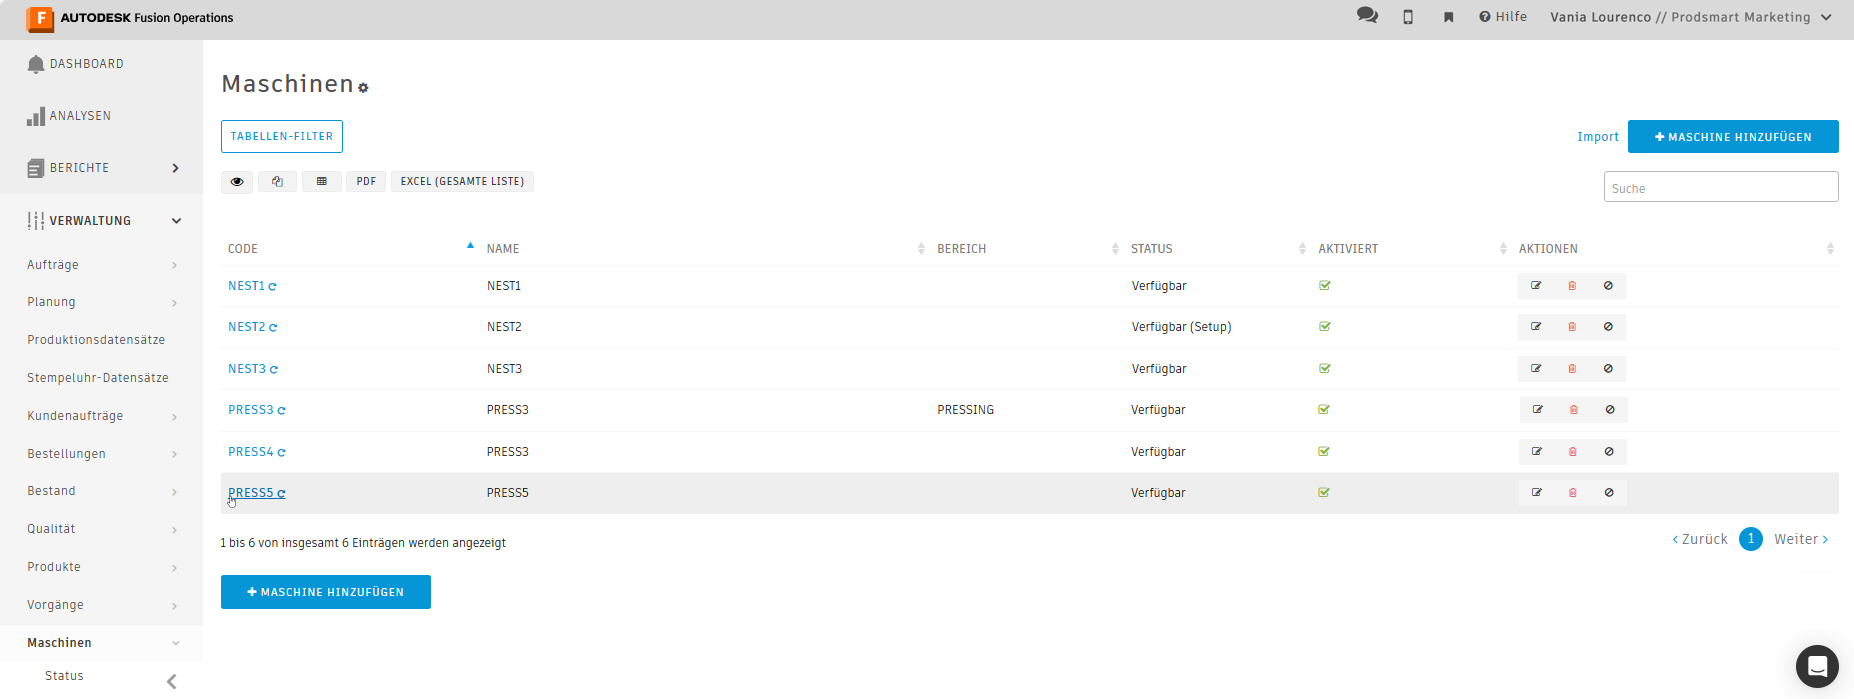 AUTODESK Fusion Operations
Hilfe
Vania Lourenco // Prodsmart Marketing
DASHBOARD
ANALYSEN
BERICHTE
VERWALTUNG
Aufträge
Planung
Produktionsdatensätze
Stempeluhr-Datensätze
Kundenaufträge
Bestellungen
Bestand
Qualität
Produkte
Vorgänge
Maschinen
Status
Maschinen
TABELLEN-FILTER
Import
+ MASCHINE HINZUFÜGEN
PDF
EXCEL (GESAMTE LISTE)
Suche
CODE NAME BEREICH STATUS AKTIVIERT AKTIONEN
NEST1 NEST1 Verfügbar
NEST2 NEST2 Verfügbar (Setup)
NEST3 NEST3 Verfügbar
PRESS3 PRESS3 PRESSING Verfügbar
PRESS4 PRESS3 Verfügbar
PRESS5 PRESS5 Verfügbar
1 bis 6 von insgesamt 6 Einträgen werden angezeigt
< Zurück 1 Weiter >
+ MASCHINE HINZUFÜGEN